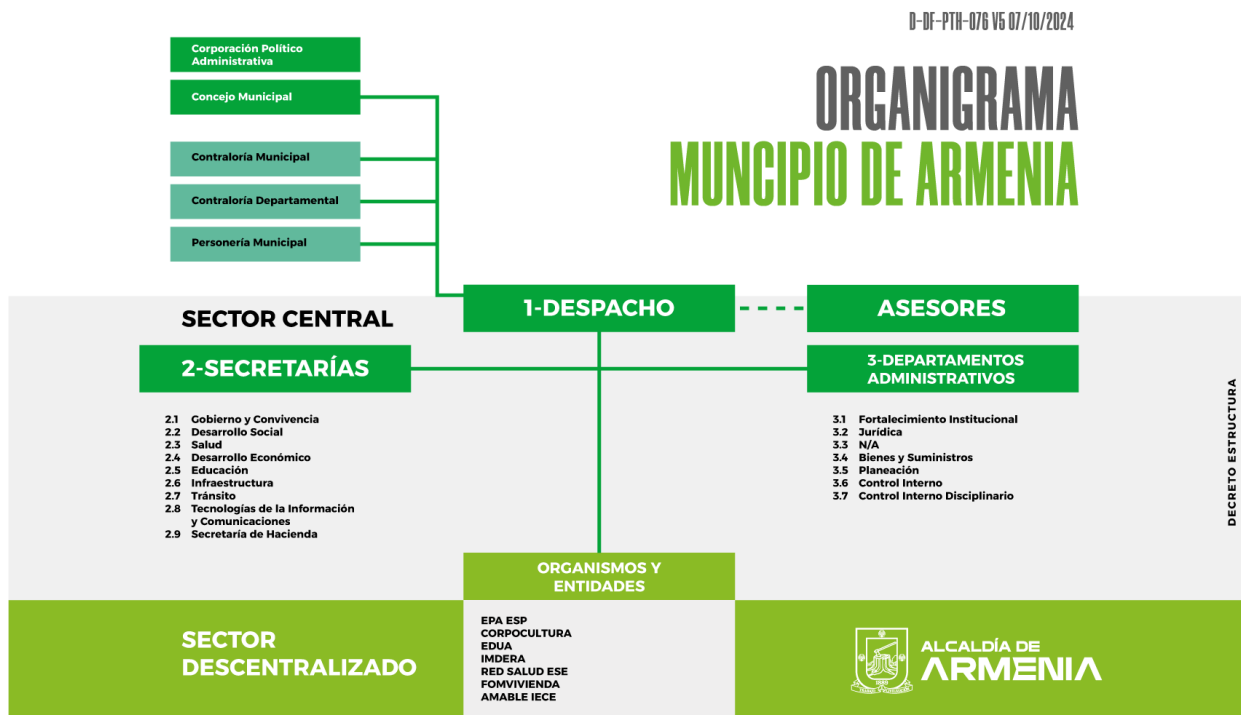 D-DF-PTH-076 V5 07/10/2024
ORGANIGRAMA
MUNCIPIO DE ARMENIA
Corporación Político
Administrativa
Concejo Municipal
Contraloría Municipal
Contraloría Departamental
Personería Municipal
1-DESPACHO
ASESORES
SECTOR CENTRAL
2-SECRETARÍAS
2.1 Gobierno y Convivencia
2.2 Desarrollo Social
2.3 Salud
2.4 Desarrollo Económico
2.5 Educación
2.6 Infraestructura
2.7 Tránsito
2.8 Tecnologías de la Información
y Comunicaciones
2.9 Secretaría de Hacienda
3-DEPARTAMENTOS
ADMINISTRATIVOS
3.1 Fortalecimiento Institucional
3.2 Jurídica
3.3 N/A
3.4 Bienes y Suministros
3.5 Planeación
3.6 Control Interno
3.7 Control Interno Disciplinario
DECRETO ESTRUCTURA
ORGANISMOS Y
ENTIDADES
EPA ESP
CORPOCULTURA
EDUA
IMDERA
RED SALUD ESE
FOMVIVIENDA
AMABLE IECE
SECTOR
DESCENTRALIZADO
ALCALDÍA DE
ARMENIA